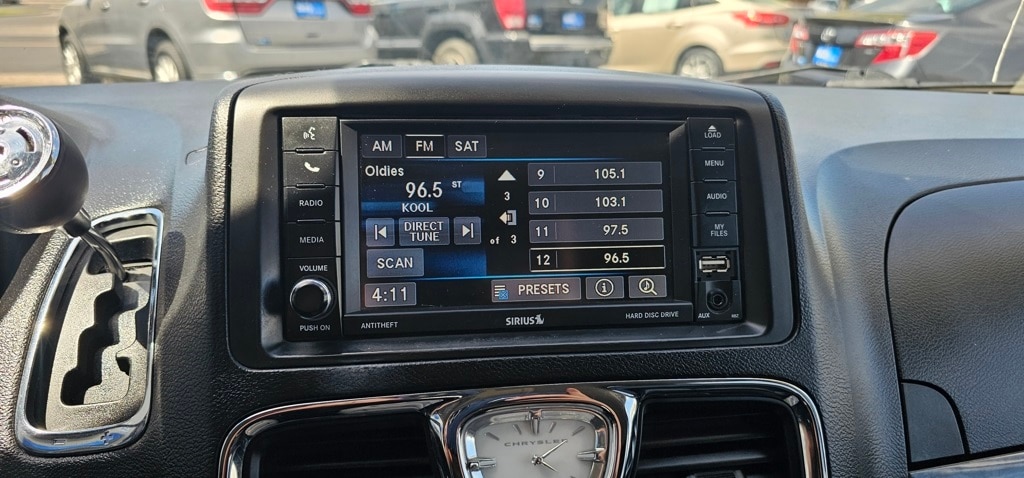 AM FM SAT
Oldies
96.5 ST
KOOL
DIRECT
TUNE
SCAN
4:11
3
of 3
9 105.1
10 103.1
11 97.5
12 96.5
PRESETS
RADIO
MEDIA
VOLUME
PUSH ON
LOAD
MENU
AUDIO
MY
FILES
AUX
ANTITHEFT
SIRIUS
HARD DISC DRIVE
CHRYSLER